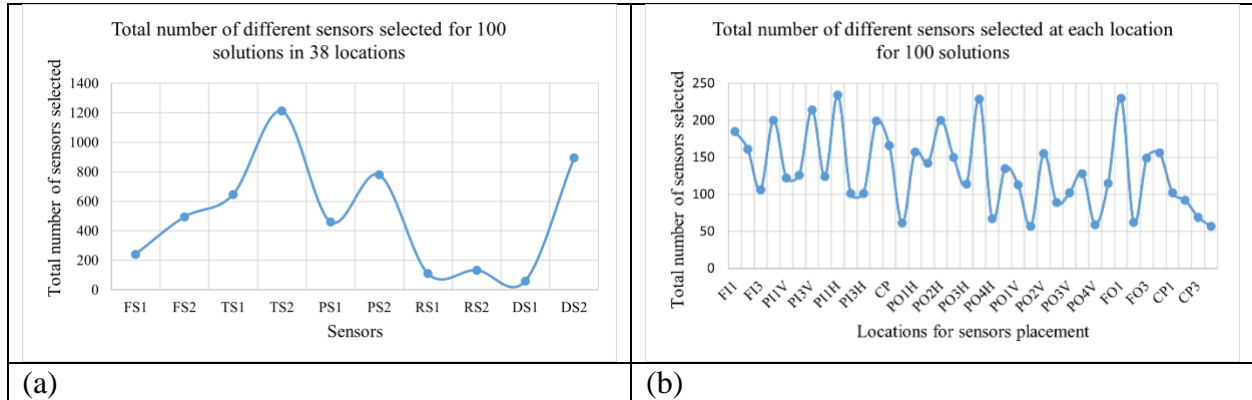 Total number of different sensors selected for 100
solutions in 38 locations
Total number of sensors selected
1400
1200
1000
800
600
400
200
0
FS1 FS2 TS1 TS2 PS1 PS2 RS1 RS2 DS1 DS2
Sensors
(a)
Total number of different sensors selected at each location
for 100 solutions
Total number of sensors selected
250
200
150
100
50
0
FI1 FI3 PI1V PI3V PI1H PI3H CP PO1H PO2H PO3H PO4H PO1V PO2V PO3V PO4V FO1 FO3 CP1 CP3
Locations for sensors placement
(b)